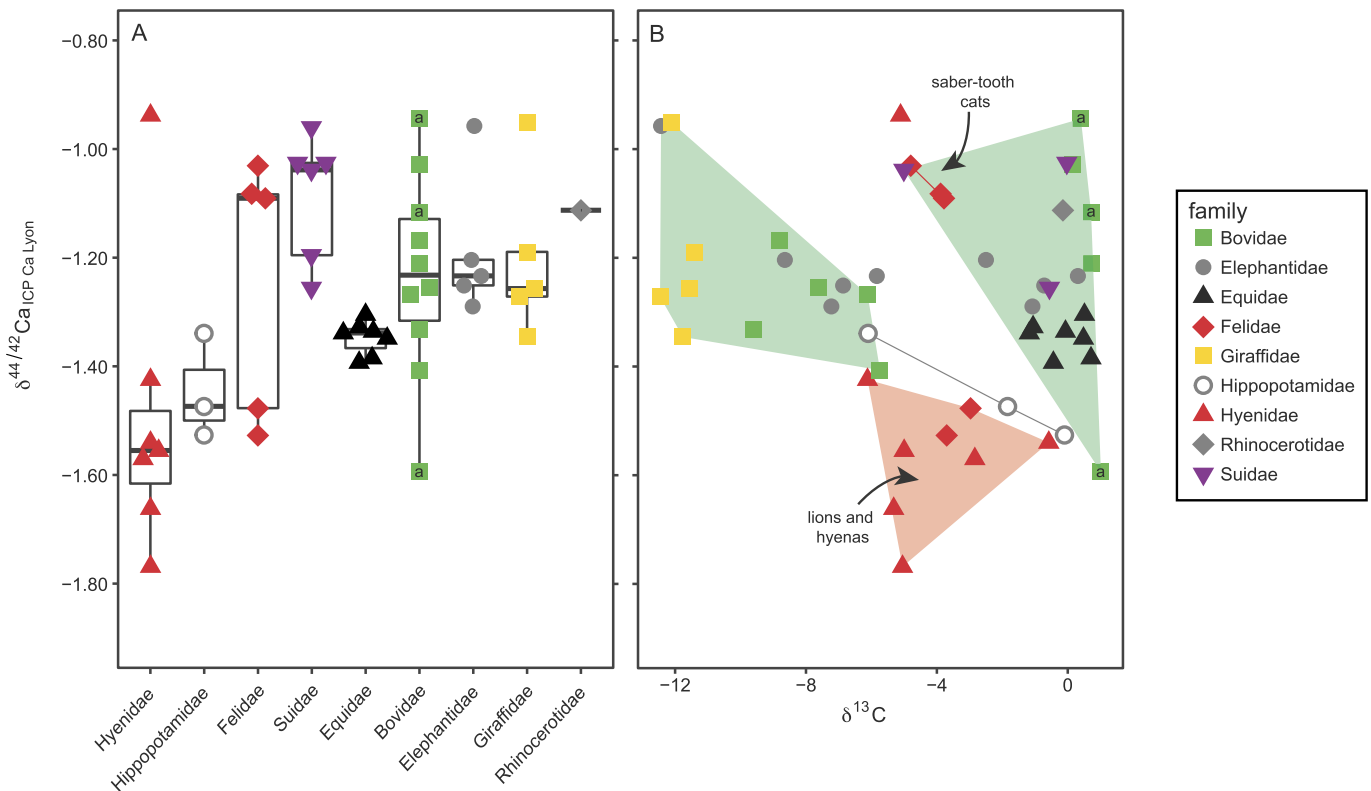 A
B
δ44/42Ca ICP Ca Lyon
−0.80
−1.00
−1.20
−1.40
−1.60
−1.80
a
a
a
Hyenidae
Hippopotamidae
Felidae
Suidae
Equidae
Bovidae
Elephantidae
Giraffidae
Rhinocerotidae
saber-tooth
cats
a
a
a
lions and
hyenas
−12
−8
−4
0
δ13C
family
Bovidae
Elephantidae
Equidae
Felidae
Giraffidae
Hippopotamidae
Hyenidae
Rhinocerotidae
Suidae